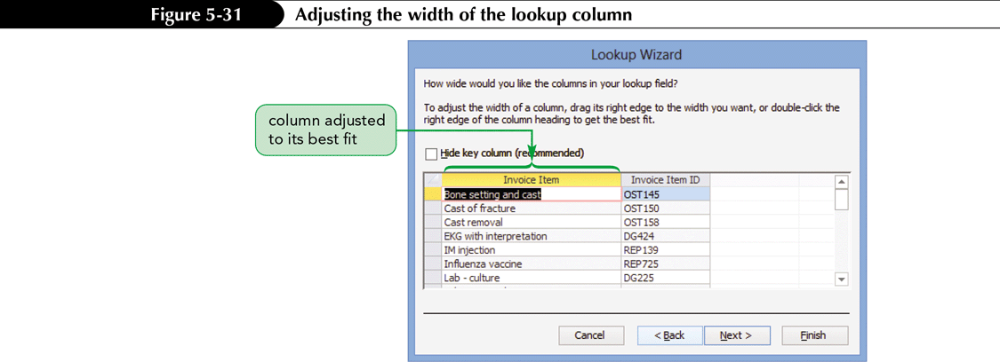 Figure 5-31 Adjusting the width of the lookup column
Lookup Wizard
How wide would you like the columns in your lookup field?
To adjust the width of a column, drag its right edge to the width you want, or double-click the
right edge of the column heading to get the best fit.
column adjusted
to its best fit
Hide key column (recommended)
Invoice Item Invoice Item ID
Bone setting and cast OST145
Cast of fracture OST150
Cast removal OST158
EKG with interpretation DG424
IM injection REP139
Influenza vaccine REP725
Lab - culture DG225
Cancel < Back Next > Finish